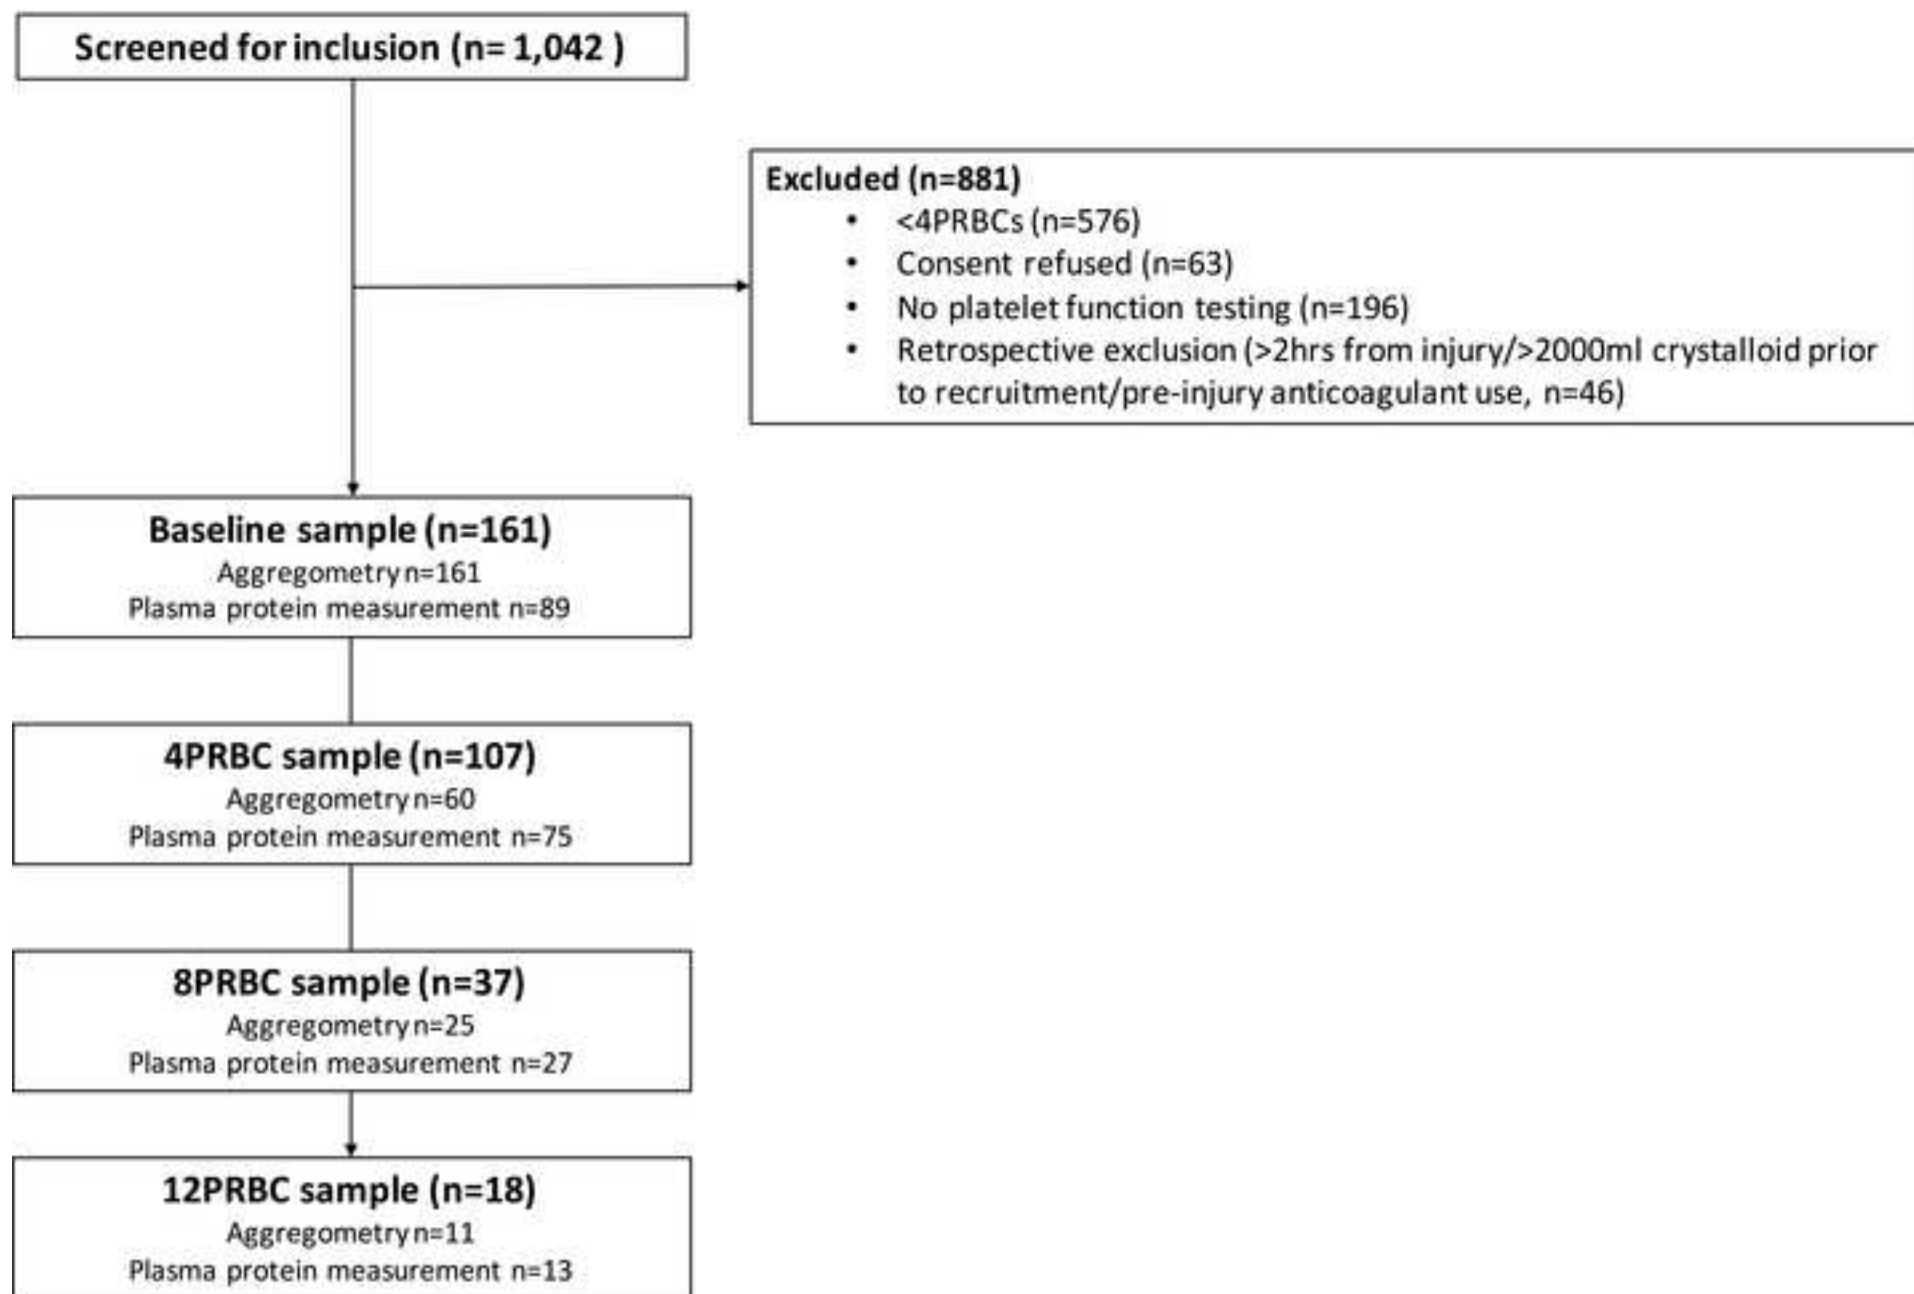 Screened for inclusion (n= 1,042 )
Excluded (n=881)
• <4PRBCs (n=576)
• Consent refused (n=63)
• No platelet function testing (n=196)
• Retrospective exclusion (>2hrs from injury/>2000ml crystalloid prior
to recruitment/pre-injury anticoagulant use, n=46)
Baseline sample (n=161)
Aggregometry n=161
Plasma protein measurement n=89
4PRBC sample (n=107)
Aggregometry n=60
Plasma protein measurement n=75
8PRBC sample (n=37)
Aggregometry n=25
Plasma protein measurement n=27
12PRBC sample (n=18)
Aggregometry n=11
Plasma protein measurement n=13